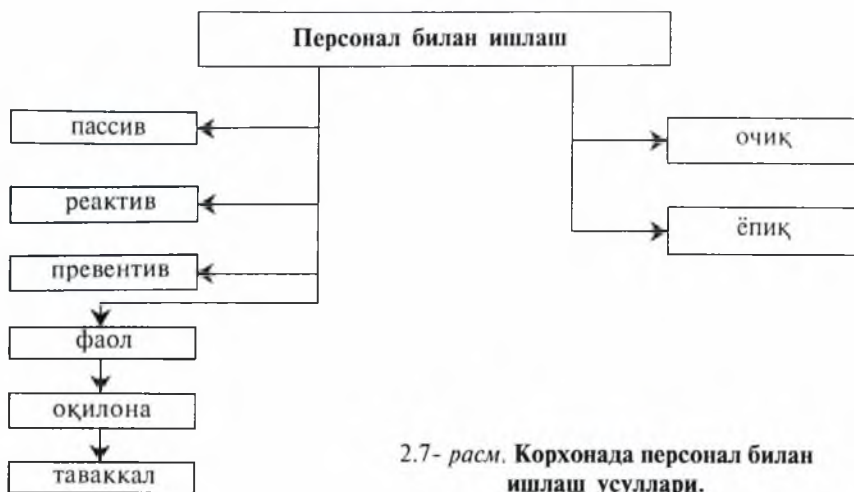 Персонал билан ишлаш
пассив
реактив
превентив
фаол
оқилона
таваккал
очиқ
ёпиқ
2.7- расм. Корхонада персонал билан
ишлаш усуллари.